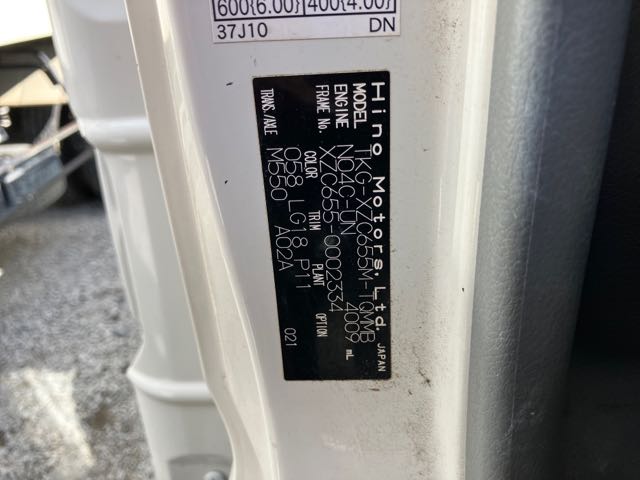 600{6.00} 400{4.00}
37J10 DN
Hino Motors, Ltd. JAPAN
MODEL TKG-XZC655M-TQMMB
ENGINE N04C-UN 4009 mL
FRAME No. XZC655-0002334
COLOR TRIM PLANT OPTION
058 LG18 P11 021
TRANS./AXLE M550 A02A